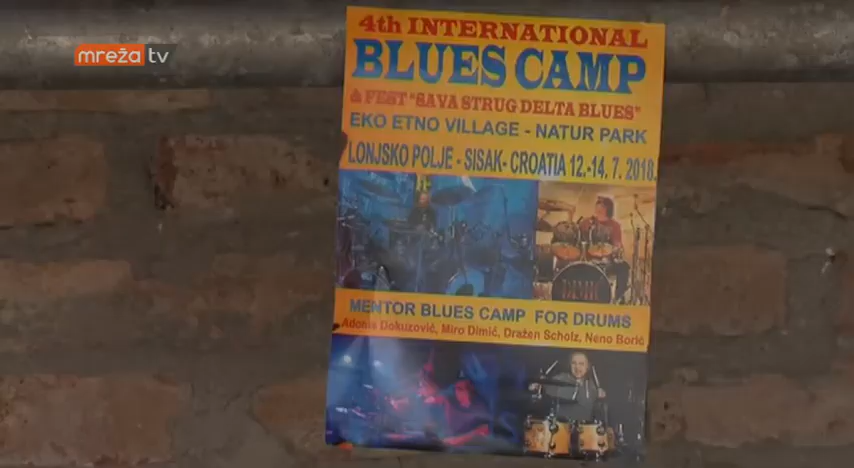 mreža tv
4th INTERNATIONAL
BLUES CAMP
& FEST "SAVA STRUG DELTA BLUES"
EKO ETNO VILLAGE - NATUR PARK
LONJSKO POLJE - SISAK- CROATIA 12.-14. 7. 2018.
MENTOR BLUES CAMP FOR DRUMS
Adonis Dokuzović, Miro Dimić, Dražen Scholz, Neno Borić